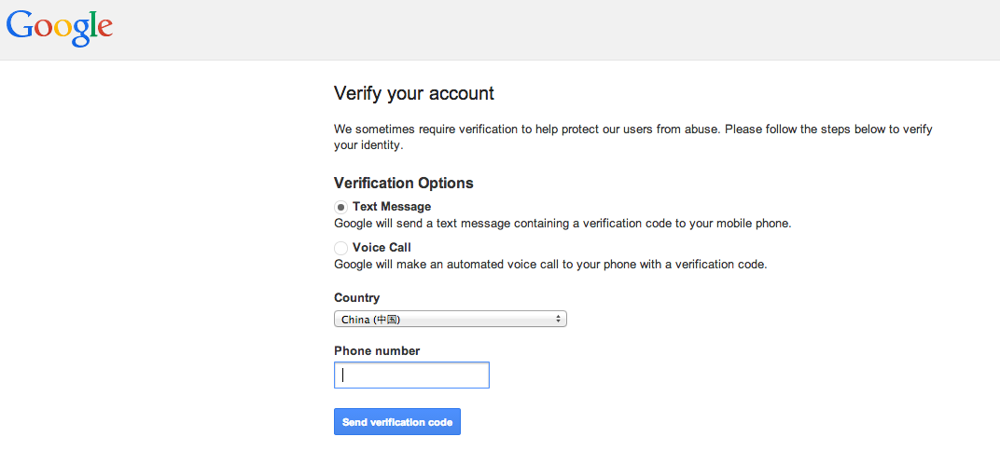 Google
Verify your account
We sometimes require verification to help protect our users from abuse. Please follow the steps below to verify
your identity.
Verification Options
Text Message
Google will send a text message containing a verification code to your mobile phone.
Voice Call
Google will make an automated voice call to your phone with a verification code.
Country
China (中国)
Phone number
Send verification code